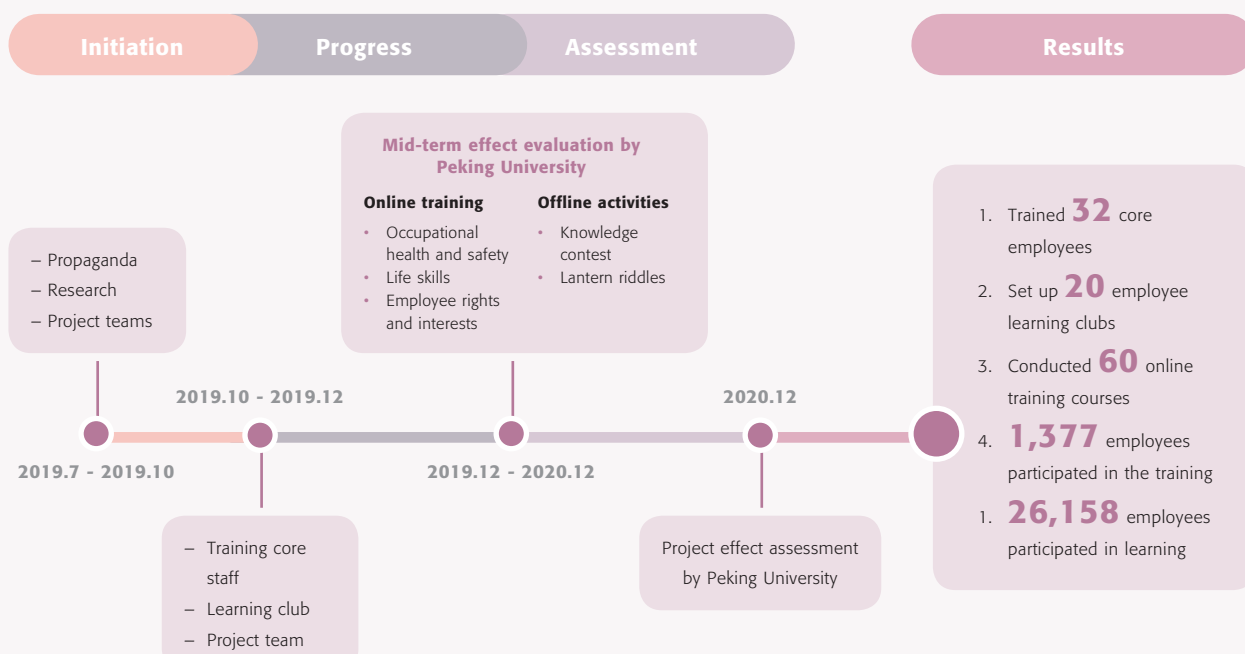 Initiation
Progress
Assessment
Results
– Propaganda
– Research
– Project teams
2019.7 - 2019.10
2019.10 - 2019.12
– Training core
staff
– Learning club
– Project team
Mid-term effect evaluation by
Peking University
Online training
• Occupational
health and safety
• Life skills
• Employee rights
and interests
Offline activities
• Knowledge
contest
• Lantern riddles
2019.12 - 2020.12
2020.12
Project effect assessment
by Peking University
1. Trained 32 core
employees
2. Set up 20 employee
learning clubs
3. Conducted 60 online
training courses
4. 1,377 employees
participated in the training
1. 26,158 employees
participated in learning